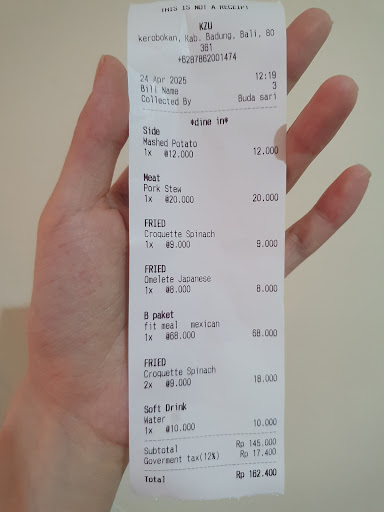 THIS IS NOT A RECEIPT
KZU
kerobokan, Kab. Badung, Bali, 80
361
+6287862001474
24 Apr 2025 12:19
Bill Name 3
Collected By Buda sari
*dine in*
Side
Mashed Potato
1x @12.000 12.000
Meat
Pork Stew
1x @20.000 20.000
FRIED
Croquette Spinach
1x @9.000 9.000
FRIED
Omelete Japanese
1x @8.000 8.000
B paket
fit meal mexican
1x @68.000 68.000
FRIED
Croquette Spinach
2x @9.000 18.000
Soft Drink
Water
1x @10.000 10.000
Subtotal Rp 145.000
Goverment tax(12%) Rp 17.400
Total Rp 162.400